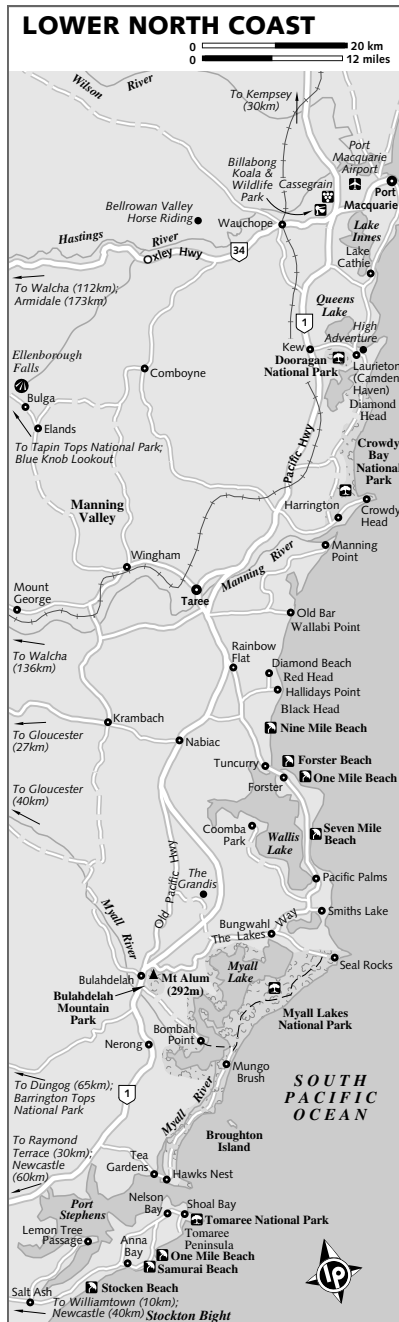 LOWER NORTH COAST
0 20 km
0 12 miles
To Kempsey
(30km)
Wilson
River
Port
Macquarie
Airport
Billabong
Koala &
Wildlife
Park
Cassegrain
Port
Macquarie
Bellrowan Valley
Horse Riding
Wauchope
Lake
Innes
Hastings
River
Oxley Hwy
34
Lake
Cathie
To Walcha (112km);
Armidale (173km)
Queens
Lake
1
High
Adventure
Kew
Dooragan
National Park
Laurieton
(Camden
Haven)
Ellenborough
Falls
Comboyne
Diamond
Head
Bulga
Elands
Crowdy
Bay
National
Park
To Tapin Tops National Park;
Blue Knob Lookout
Pacific Hwy
Manning
Valley
Harrington
Crowdy
Head
Manning River
Manning
Point
Wingham
Mount
George
Taree
Old Bar
Wallabi Point
To Walcha
(136km)
Rainbow
Flat
Diamond Beach
Red Head
Hallidays Point
Black Head
Krambach
Nine Mile Beach
To Gloucester
(27km)
Nabiac
Tuncurry
Forster Beach
Forster
One Mile Beach
To Gloucester
(40km)
Coomba
Park
Wallis
Lake
Seven Mile
Beach
Old Pacific Hwy
The
Grandis
Pacific Palms
Myall
River
Smiths Lake
Bungwahl
The Lakes Way
Seal Rocks
Bulahdelah
Mt Alum
(292m)
Myall
Lake
Bulahdelah
Mountain
Park
Myall Lakes
National Park
Bombah
Point
Nerong
Mungo
Brush
To Dungog (65km);
Barrington Tops
National Park
1
Myall River
SOUTH
PACIFIC
OCEAN
Broughton
Island
To Raymond
Terrace (30km);
Newcastle
(60km)
Tea
Gardens
Hawks Nest
Port
Stephens
Nelson
Bay
Shoal Bay
Tomaree National Park
Tomaree
Peninsula
Lemon Tree
Passage
Anna
Bay
One Mile Beach
Samurai Beach
Stocken Beach
Salt Ash
To Williamtown (10km);
Newcastle (40km)
Stockton Bight
LP